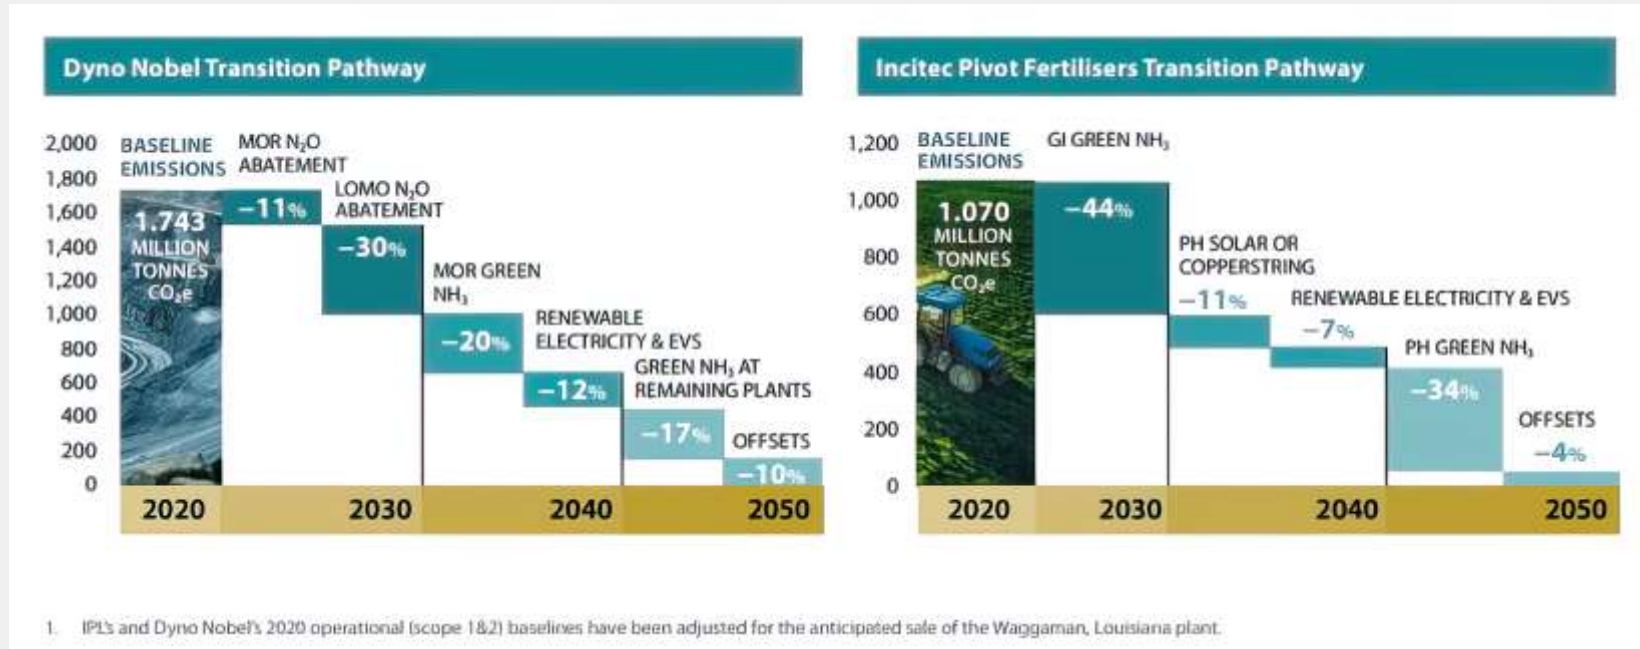 Dyno Nobel Transition Pathway
2,000
1,800
1,600
1,400
1,200
1,000
800
600
400
200
0
BASELINE
EMISSIONS
1.743
MILLION
TONNES
CO₂e
MOR N₂O
ABATEMENT
–11%
LOMO N₂O
ABATEMENT
–30%
MOR GREEN
NH₃
–20%
RENEWABLE
ELECTRICITY & EVS
–12%
GREEN NH₃ AT
REMAINING PLANTS
–17%
OFFSETS
–10%
2020 2030 2040 2050
Incitec Pivot Fertilisers Transition Pathway
1,200
1,000
800
600
400
200
0
BASELINE
EMISSIONS
1.070
MILLION
TONNES
CO₂e
GI GREEN NH₃
–44%
PH SOLAR OR
COPPERSTRING
–11%
RENEWABLE ELECTRICITY & EVS
–7%
PH GREEN NH₃
–34%
OFFSETS
–4%
2020 2030 2040 2050
1. IPL's and Dyno Nobel's 2020 operational (scope 1&2) baselines have been adjusted for the anticipated sale of the Waggaman, Louisiana plant.